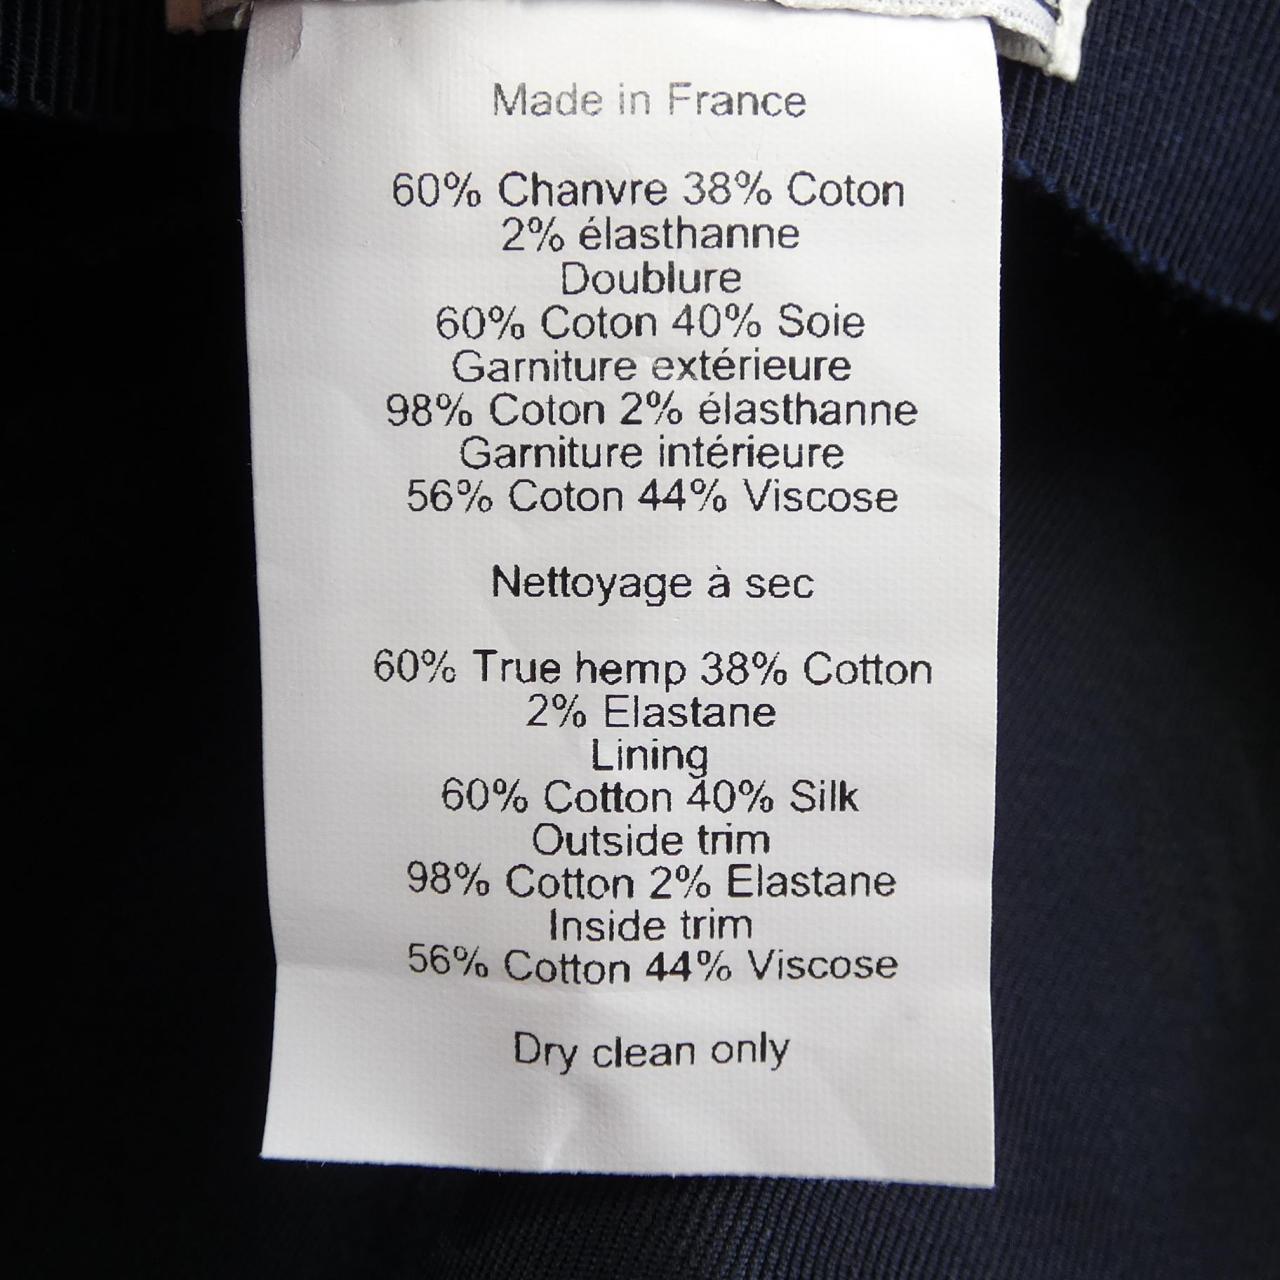 Made in France
60% Chanvre 38% Coton
2% élasthanne
Doublure
60% Coton 40% Soie
Garniture extérieure
98% Coton 2% élasthanne
Garniture intérieure
56% Coton 44% Viscose
Nettoyage à sec
60% True hemp 38% Cotton
2% Elastane
Lining
60% Cotton 40% Silk
Outside trim
98% Cotton 2% Elastane
Inside trim
56% Cotton 44% Viscose
Dry clean only